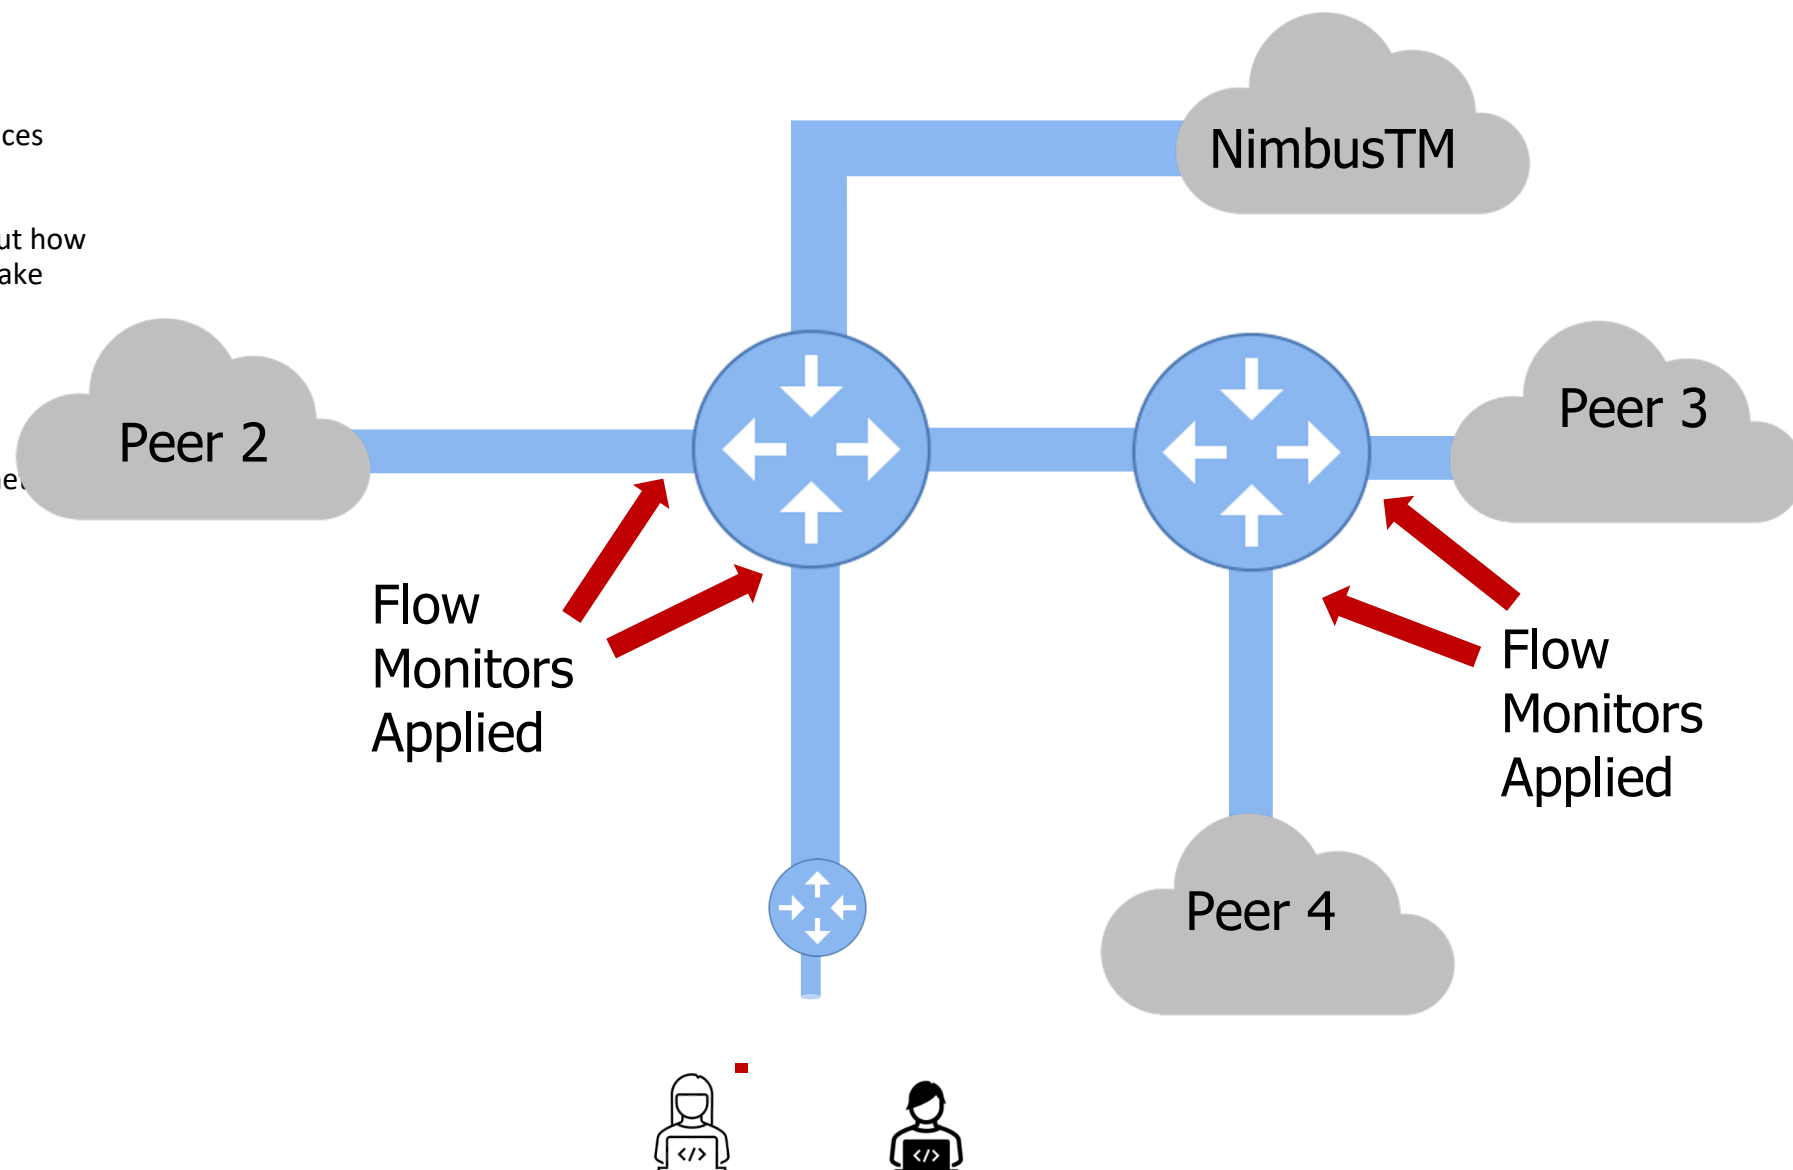 ces
NimbusTM
ut how
ake
Peer 2
Peer 3
Flow
Monitors
Applied
Flow
Monitors
Applied
Peer 4
</>
</>